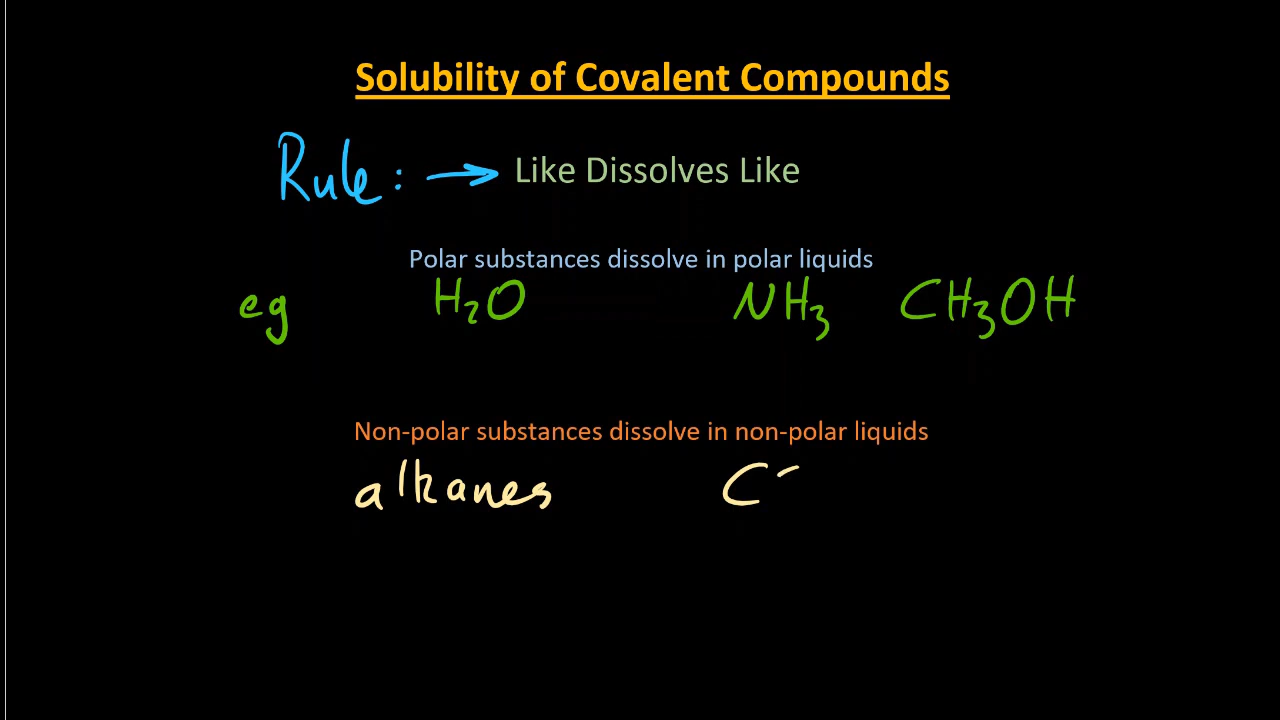 Solubility of Covalent Compounds
Rule: → Like Dissolves Like
Polar substances dissolve in polar liquids
eg H₂O NH₃ CH₃OH
Non-polar substances dissolve in non-polar liquids
alkanes C